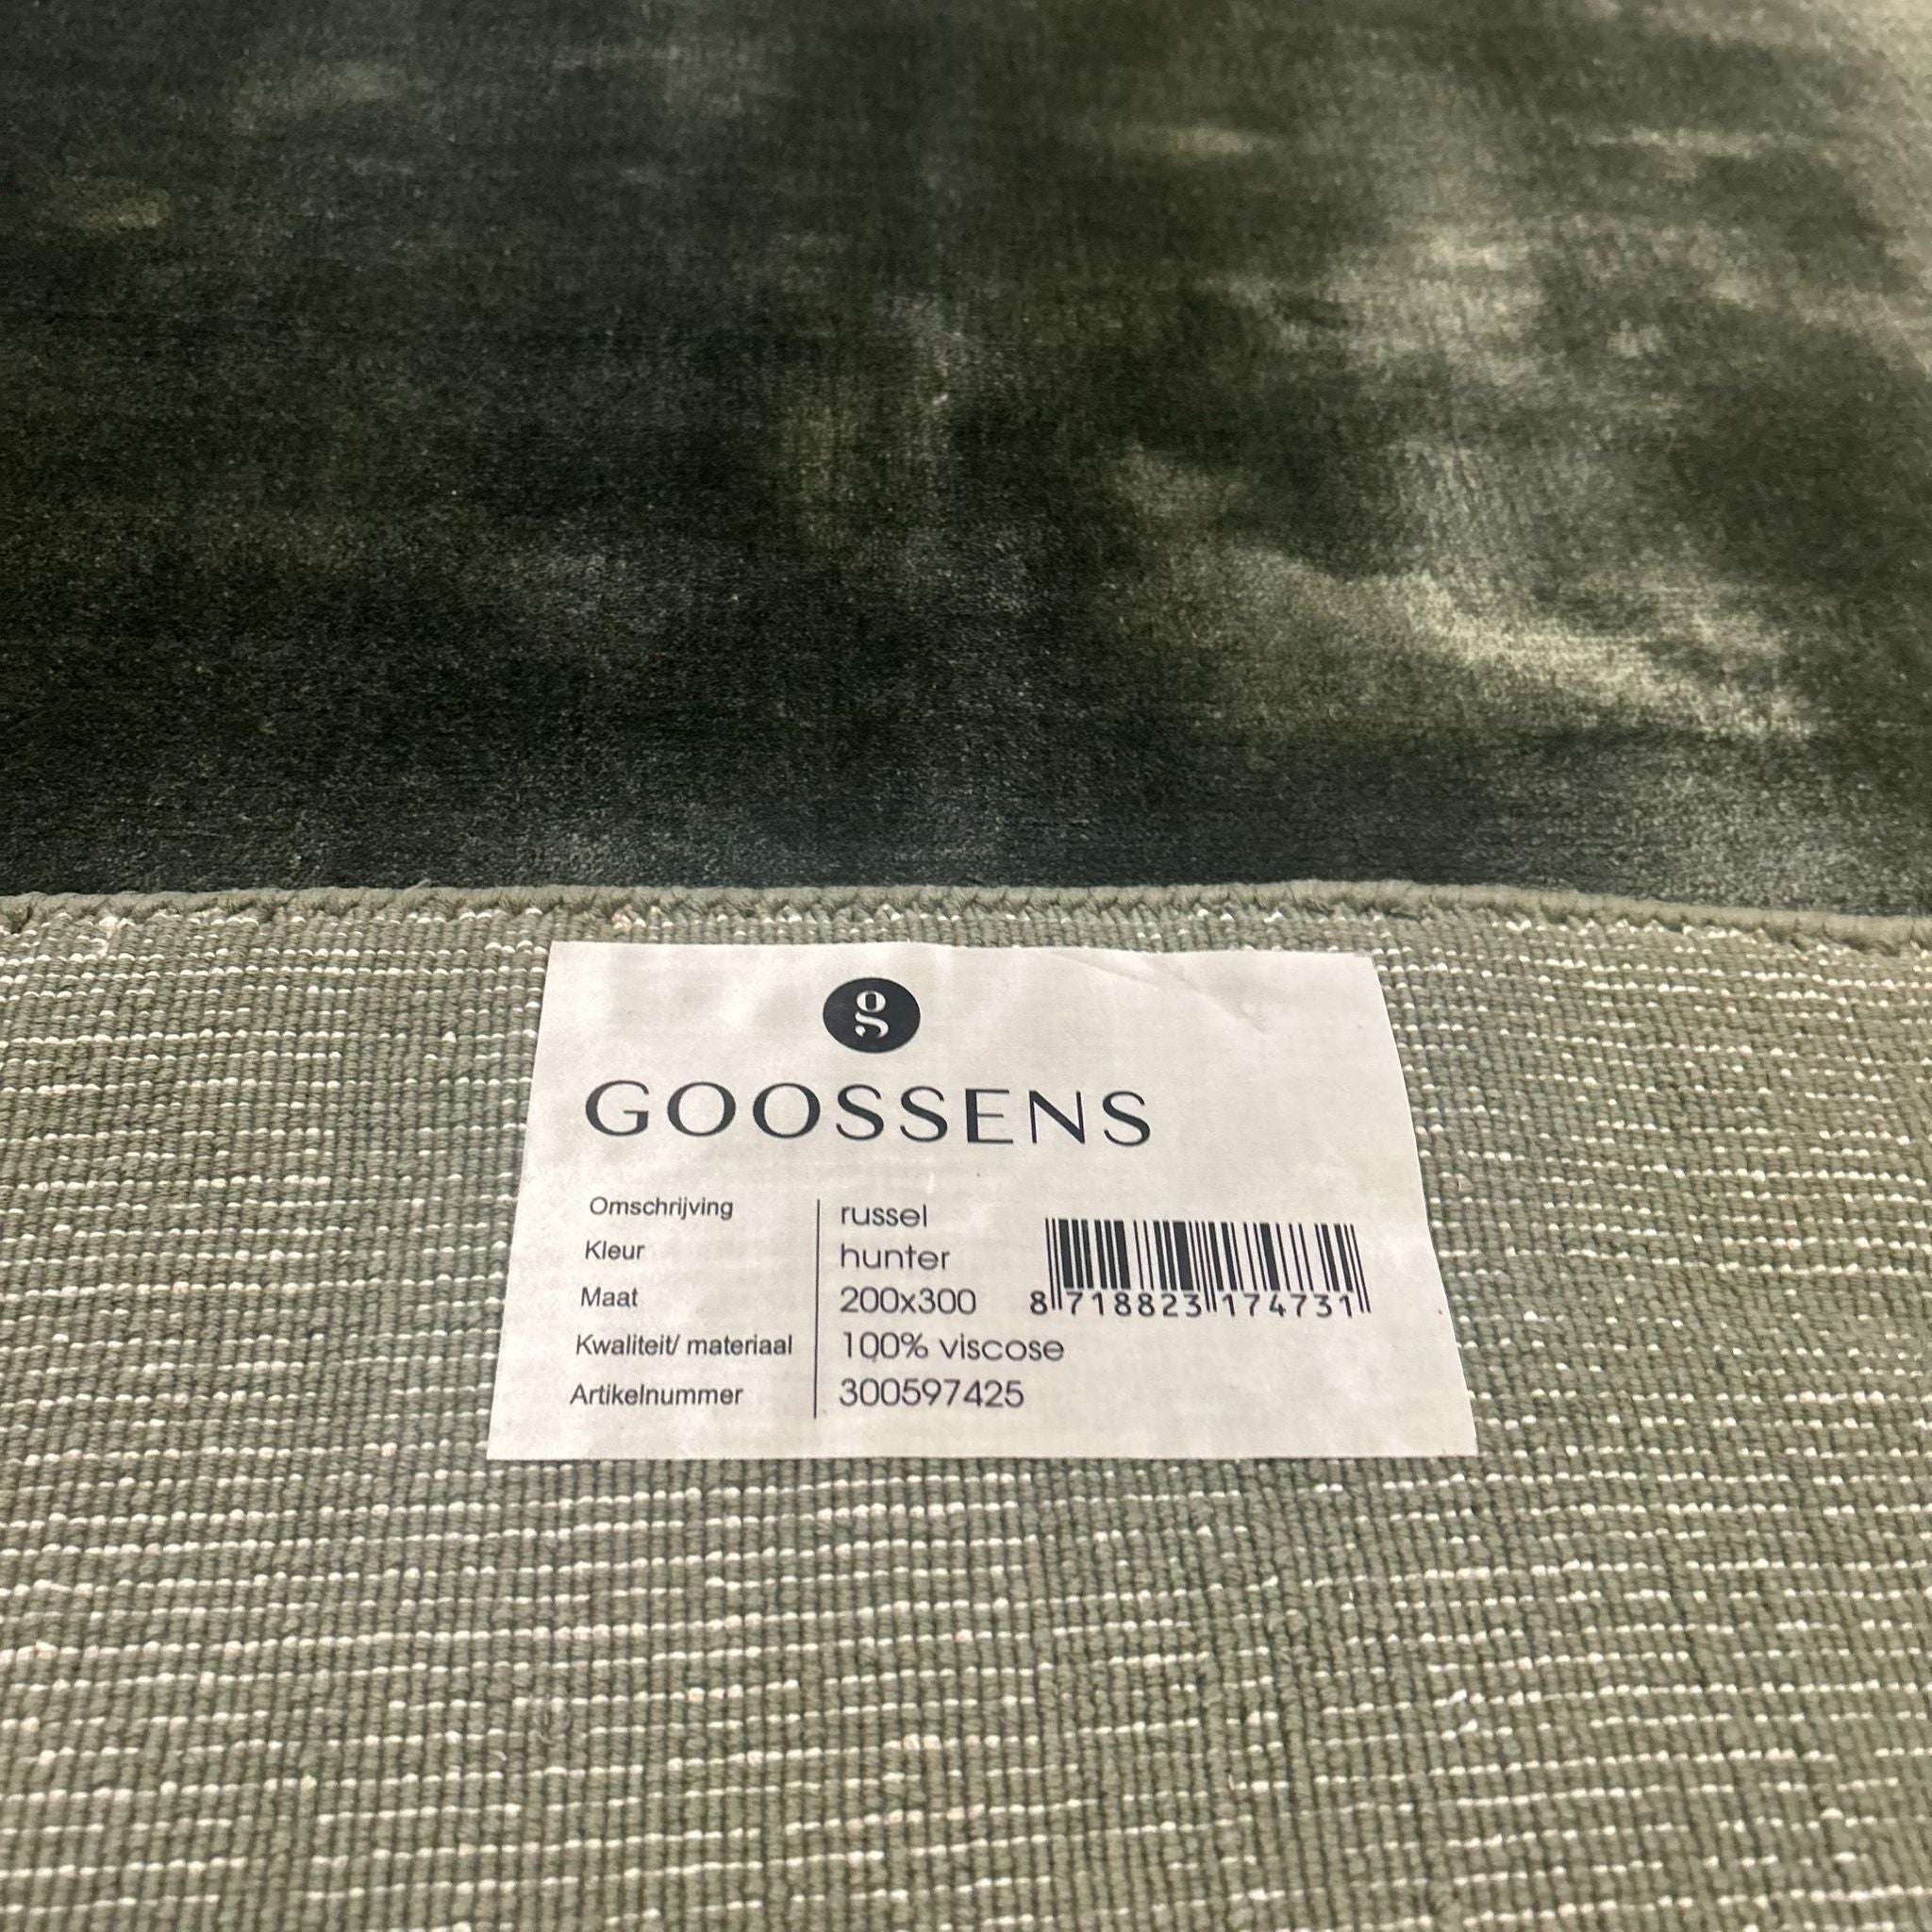 g
GOOSSENS
Omschrijving russel
Kleur hunter
Maat 200x300
Kwaliteit/ materiaal 100% viscose
Artikelnummer 300597425
8 718823 174731